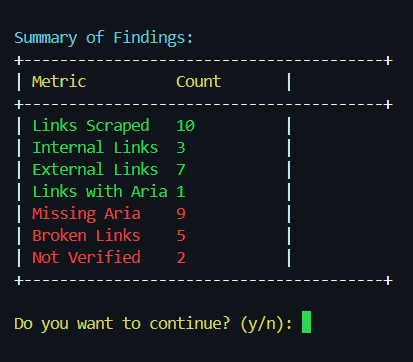 Summary of Findings:
+----------------------------------------+
| Metric          Count       |
+----------------------------------------+
| Links Scraped   10          |
| Internal Links  3           |
| External Links  7           |
| Links with Aria 1           |
| Missing Aria    9           |
| Broken Links    5           |
| Not Verified    2           |
+----------------------------------------+
Do you want to continue? (y/n):